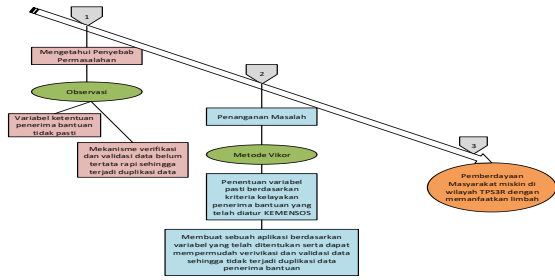 1
Mengetahui Penyebab
Permasalahan
Observasi
Variabel ketentuan
penerima bantuan
tidak pasti
Mekanisme verifikasi
dan validasi data belum
tertata rapi sehingga
terjadi duplikasi data
2
Penanganan Masalah
Metode Vikor
Penentuan variabel
pasti berdasarkan
kriteria kelayakan
penerima bantuan yang
telah diatur KEMENSOS
Membuat sebuah aplikasi berdasarkan
variabel yang telah ditentukan serta dapat
mempermudah verivikasi dan validasi data
sehingga tidak terjadi duplikasi data
penerima bantuan
3
Pemberdayaan
Masyarakat miskin di
wilayah TPS3R dengan
memanfaatkan limbah